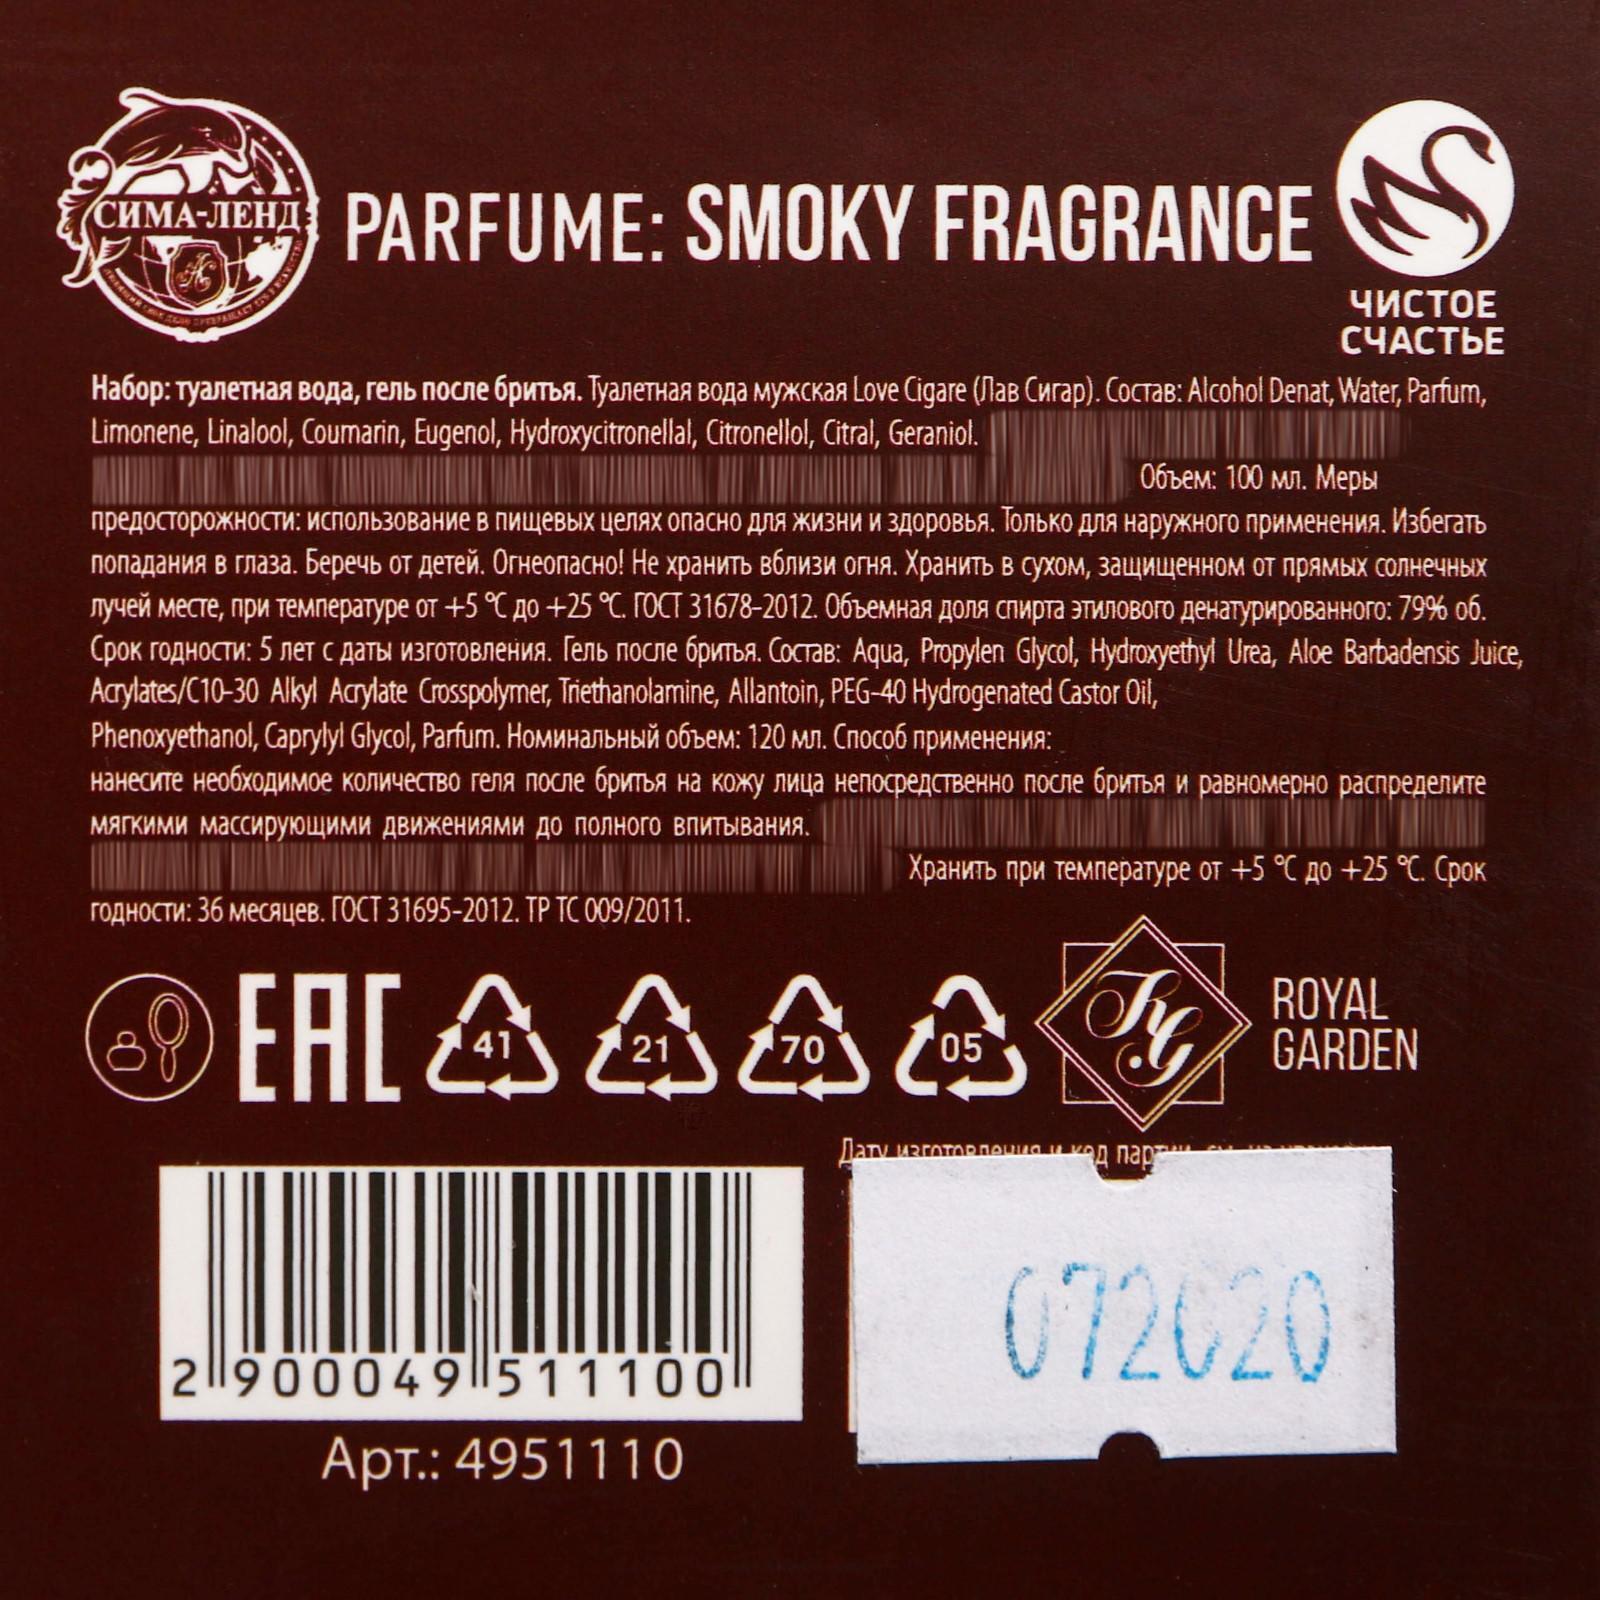 СИМА-ЛЕНД
PARFUME: SMOKY FRAGRANCE
ЧИСТОЕ
СЧАСТЬЕ
Набор: туалетная вода, гель после бритья. Туалетная вода мужская Love Cigare (Лав Сигар). Состав: Alcohol Denat, Water, Parfum,
Limonene, Linalool, Coumarin, Eugenol, Hydroxycitronellal, Citronellol, Citral, Geraniol.
Объем: 100 мл. Меры
предосторожности: использование в пищевых целях опасно для жизни и здоровья. Только для наружного применения. Избегать
попадания в глаза. Беречь от детей. Огнеопасно! Не хранить вблизи огня. Хранить в сухом, защищенном от прямых солнечных
лучей месте, при температуре от +5 °C до +25 °C. ГОСТ 31678-2012. Объемная доля спирта этилового денатурированного: 79% об.
Срок годности: 5 лет с даты изготовления. Гель после бритья. Состав: Aqua, Propylen Glycol, Hydroxyethyl Urea, Aloe Barbadensis Juice,
Acrylates/C10-30 Alkyl Acrylate Crosspolymer, Triethanolamine, Allantoin, PEG-40 Hydrogenated Castor Oil,
Phenoxyethanol, Caprylyl Glycol, Parfum. Номинальный объем: 120 мл. Способ применения:
нанесите необходимое количество геля после бритья на кожу лица непосредственно после бритья и равномерно распределите
мягкими массирующими движениями до полного впитывания.
Хранить при температуре от +5 °C до +25 °C. Срок
годности: 36 месяцев. ГОСТ 31695-2012. ТР ТС 009/2011.
EAC
41
21
70
05
RG
ROYAL
GARDEN
Дату изготовления и код партии см. на
2 900049 511100
072020
Арт.: 4951110